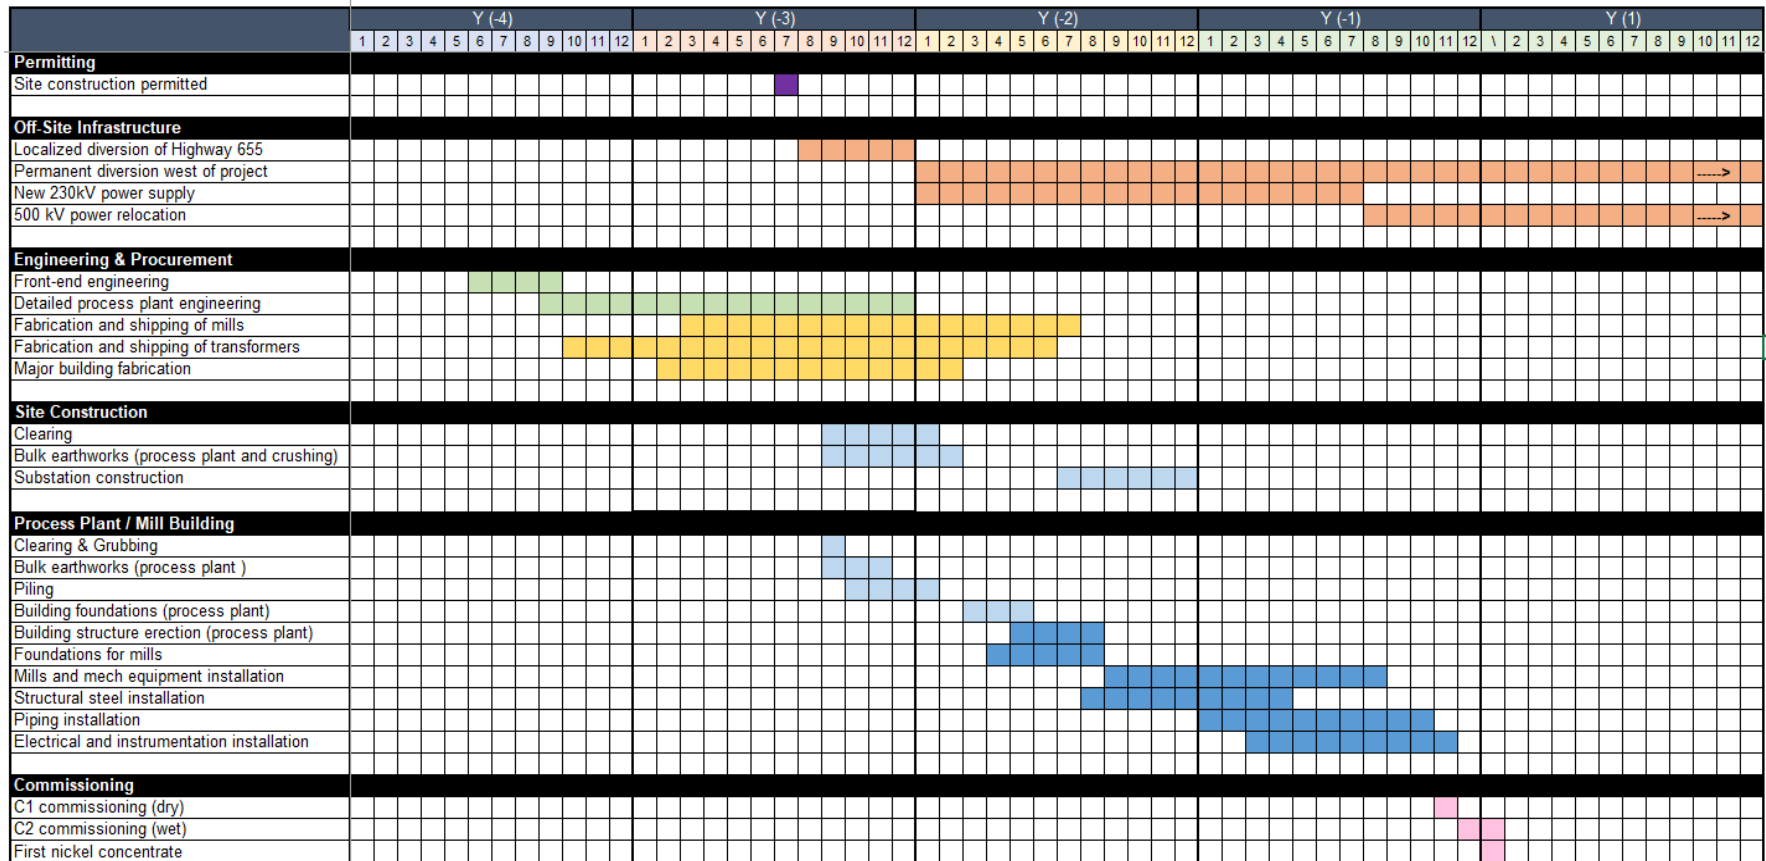 Y (-4) Y (-3) Y (-2) Y (-1) Y (1)
1 2 3 4 5 6 7 8 9 10 11 12 1 2 3 4 5 6 7 8 9 10 11 12 1 2 3 4 5 6 7 8 9 10 11 12 1 2 3 4 5 6 7 8 9 10 11 12 \ 2 3 4 5 6 7 8 9 10 11 12
Permitting
Site construction permitted
Off-Site Infrastructure
Localized diversion of Highway 655
Permanent diversion west of project ----->
New 230kV power supply
500 kV power relocation ----->
Engineering & Procurement
Front-end engineering
Detailed process plant engineering
Fabrication and shipping of mills
Fabrication and shipping of transformers
Major building fabrication
Site Construction
Clearing
Bulk earthworks (process plant and crushing)
Substation construction
Process Plant / Mill Building
Clearing & Grubbing
Bulk earthworks (process plant )
Piling
Building foundations (process plant)
Building structure erection (process plant)
Foundations for mills
Mills and mech equipment installation
Structural steel installation
Piping installation
Electrical and instrumentation installation
Commissioning
C1 commissioning (dry)
C2 commissioning (wet)
First nickel concentrate